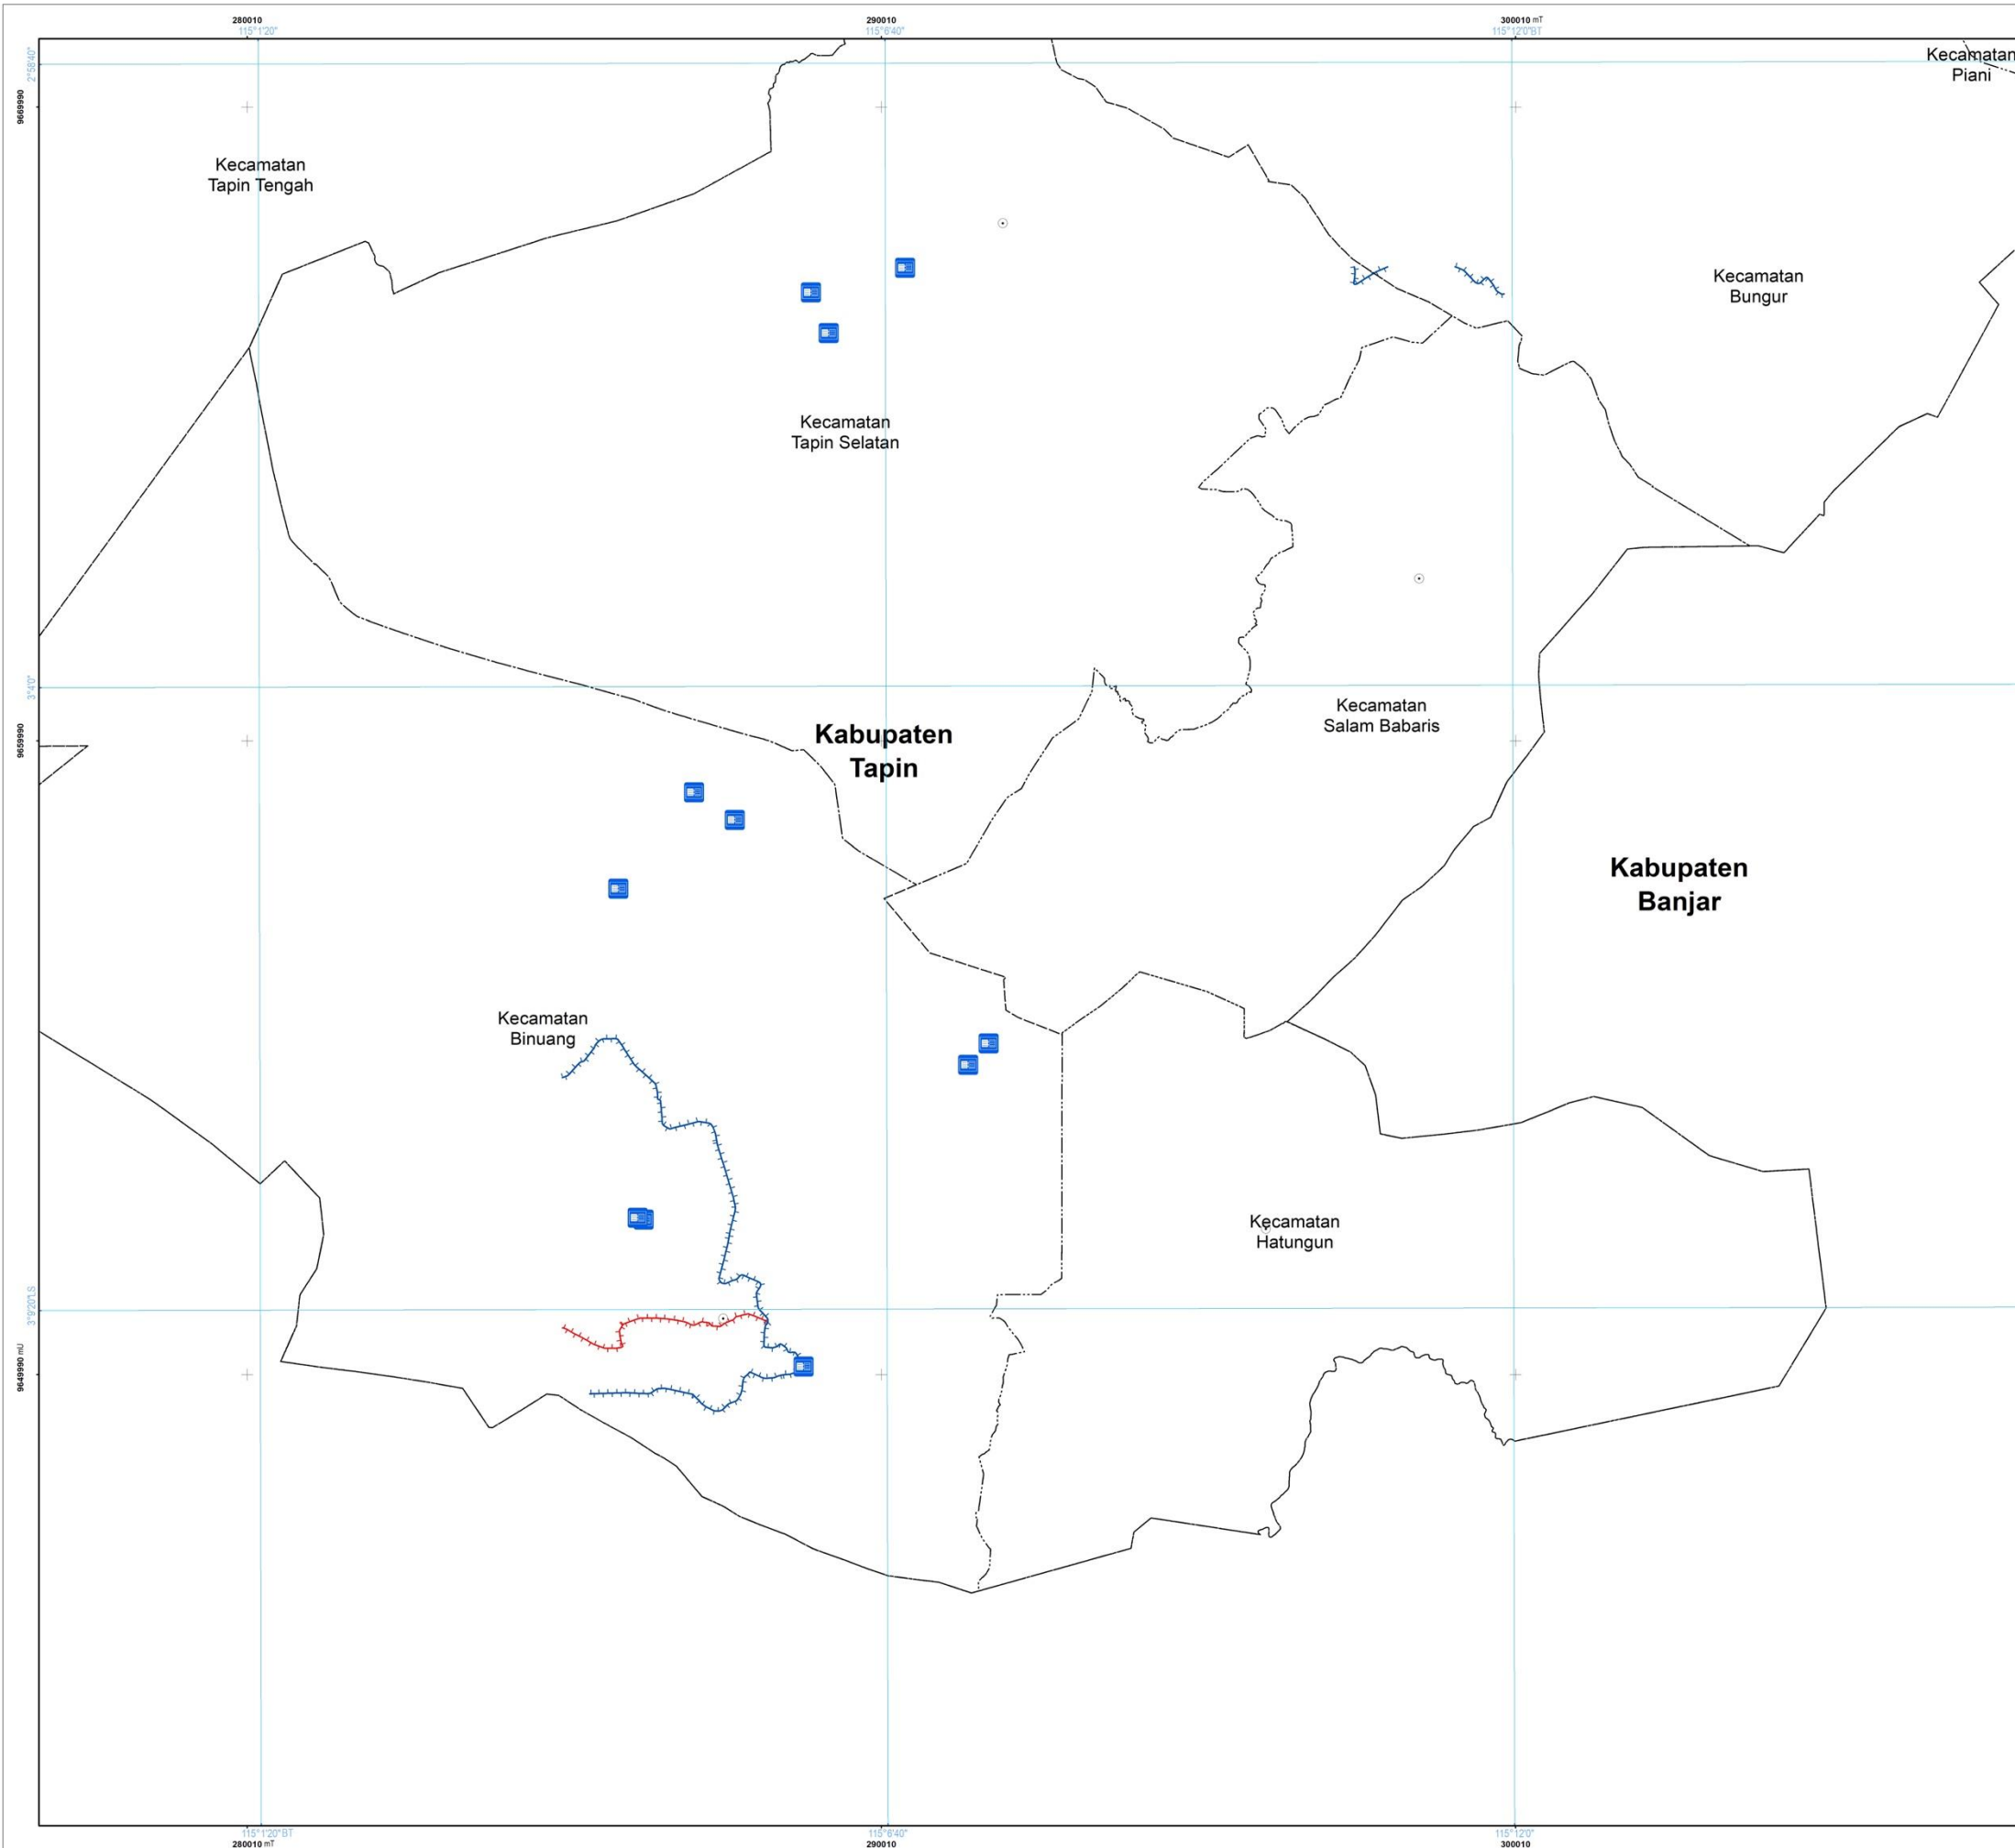 280010
290010
300010 mT
115°1'20"
115°6'40"
115°12'0"BT
2°58'40"
9669990
Kecamatan
Piani
Kecamatan
Tapin Tengah
Kecamatan
Bungur
Kecamatan
Tapin Selatan
3°4'0"
9659990
Kecamatan
Salam Babaris
Kabupaten
Tapin
Kabupaten
Banjar
Kecamatan
Binuang
Kecamatan
Hatungun
3°9'20"LS
9649990 mU
115°1'20"BT
115°6'40"
115°12'0"
280010 mT
290010
300010